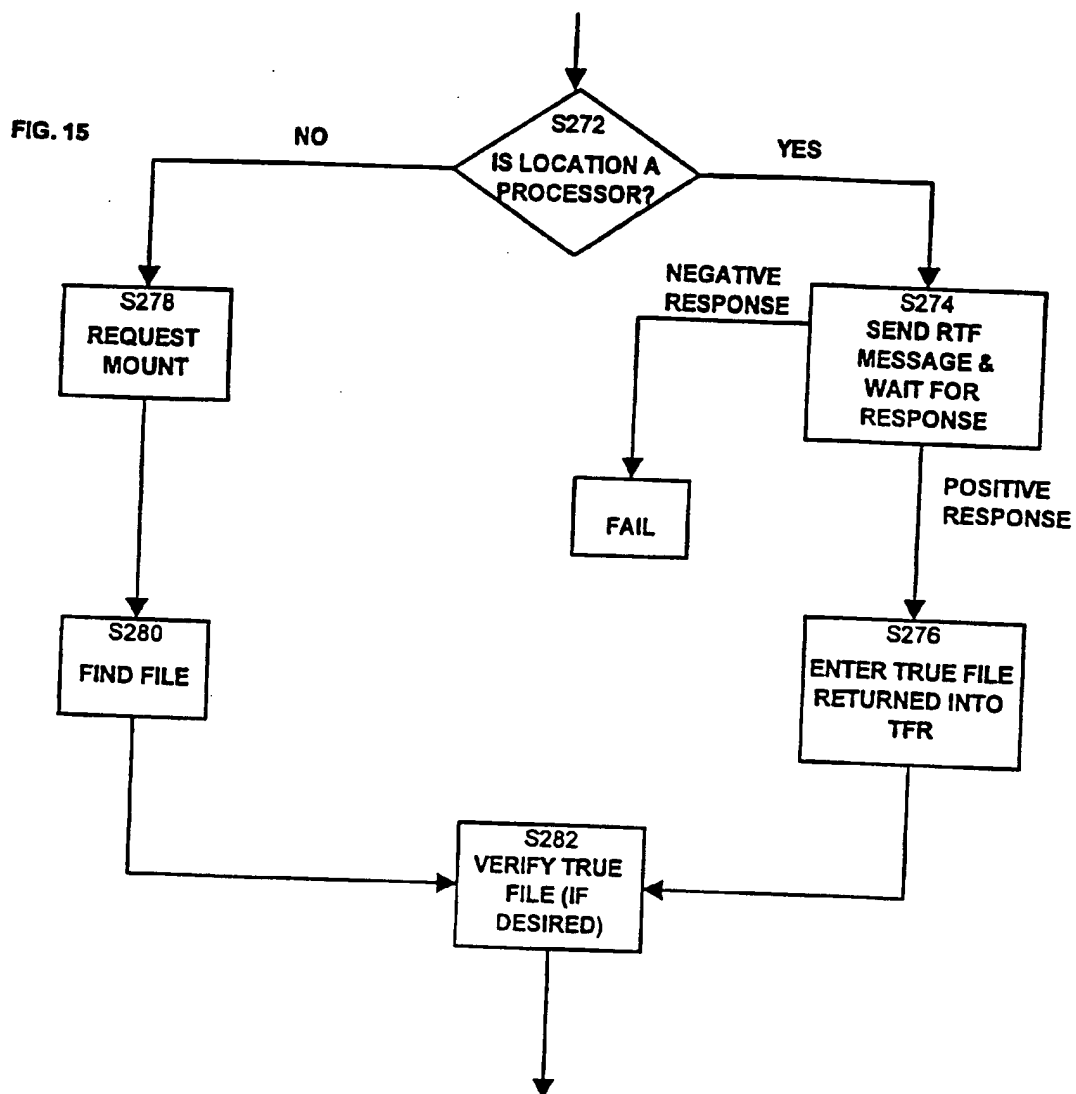 FIG. 15
S272
IS LOCATION A
PROCESSOR?
NO
YES
S278
REQUEST
MOUNT
NEGATIVE
RESPONSE
S274
SEND RTF
MESSAGE &
WAIT FOR
RESPONSE
FAIL
POSITIVE
RESPONSE
S280
FIND FILE
S276
ENTER TRUE FILE
RETURNED INTO
TFR
S282
VERIFY TRUE
FILE (IF
DESIRED)